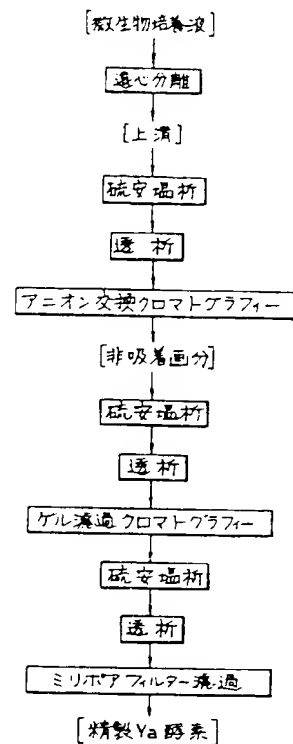 [微生物培養液]
遠心分離
[上清]
硫安塩析
透析
アニオン交換クロマトグラフィー
[非吸着画分]
硫安塩析
透析
ゲル濾過クロマトグラフィー
硫安塩析
透析
ミリポアフィルター濾過
[精製Ya酵素]